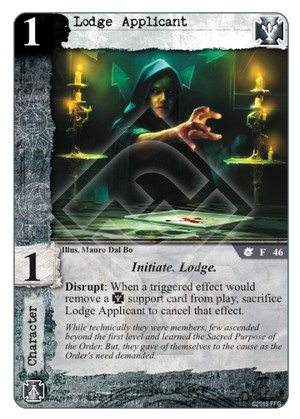 1
Lodge Applicant
Illus. Mauro Dal Bo
F 46
1
Initiate. Lodge.
Disrupt: When a triggered effect would
remove a support card from play, sacrifice
Lodge Applicant to cancel that effect.
While technically they were members, few ascended
beyond the first level and learned the Sacred Purpose of
the Order. But, they gave of themselves to the cause as the
Order's need demanded.
Character
©2015 FFG